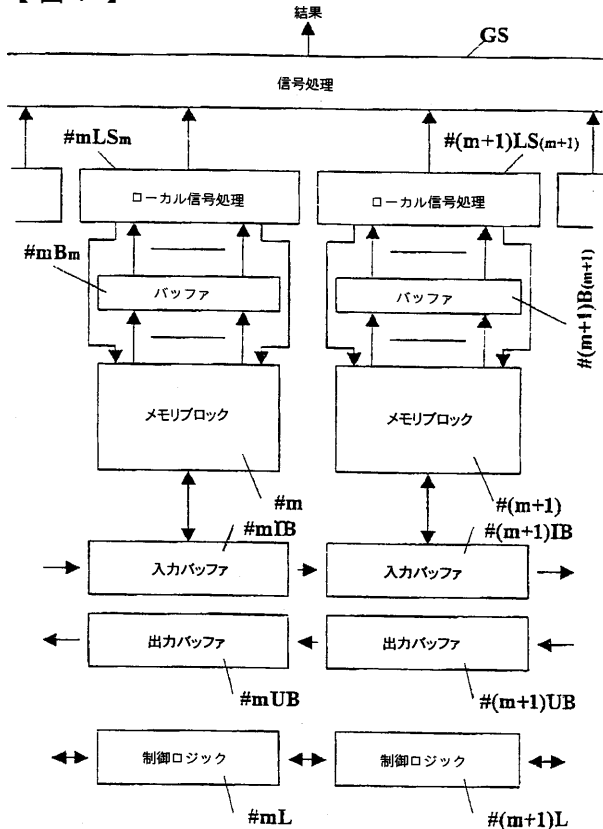 結果
GS
信号処理
#mLSm
#(m+1)LS(m+1)
ローカル信号処理
ローカル信号処理
#mBm
バッファ
バッファ
#(m+1)B(m+1)
メモリブロック
メモリブロック
#m
#(m+1)
#mIB
#(m+1)IB
入力バッファ
入力バッファ
出力バッファ
出力バッファ
#mUB
#(m+1)UB
制御ロジック
制御ロジック
#mL
#(m+1)L